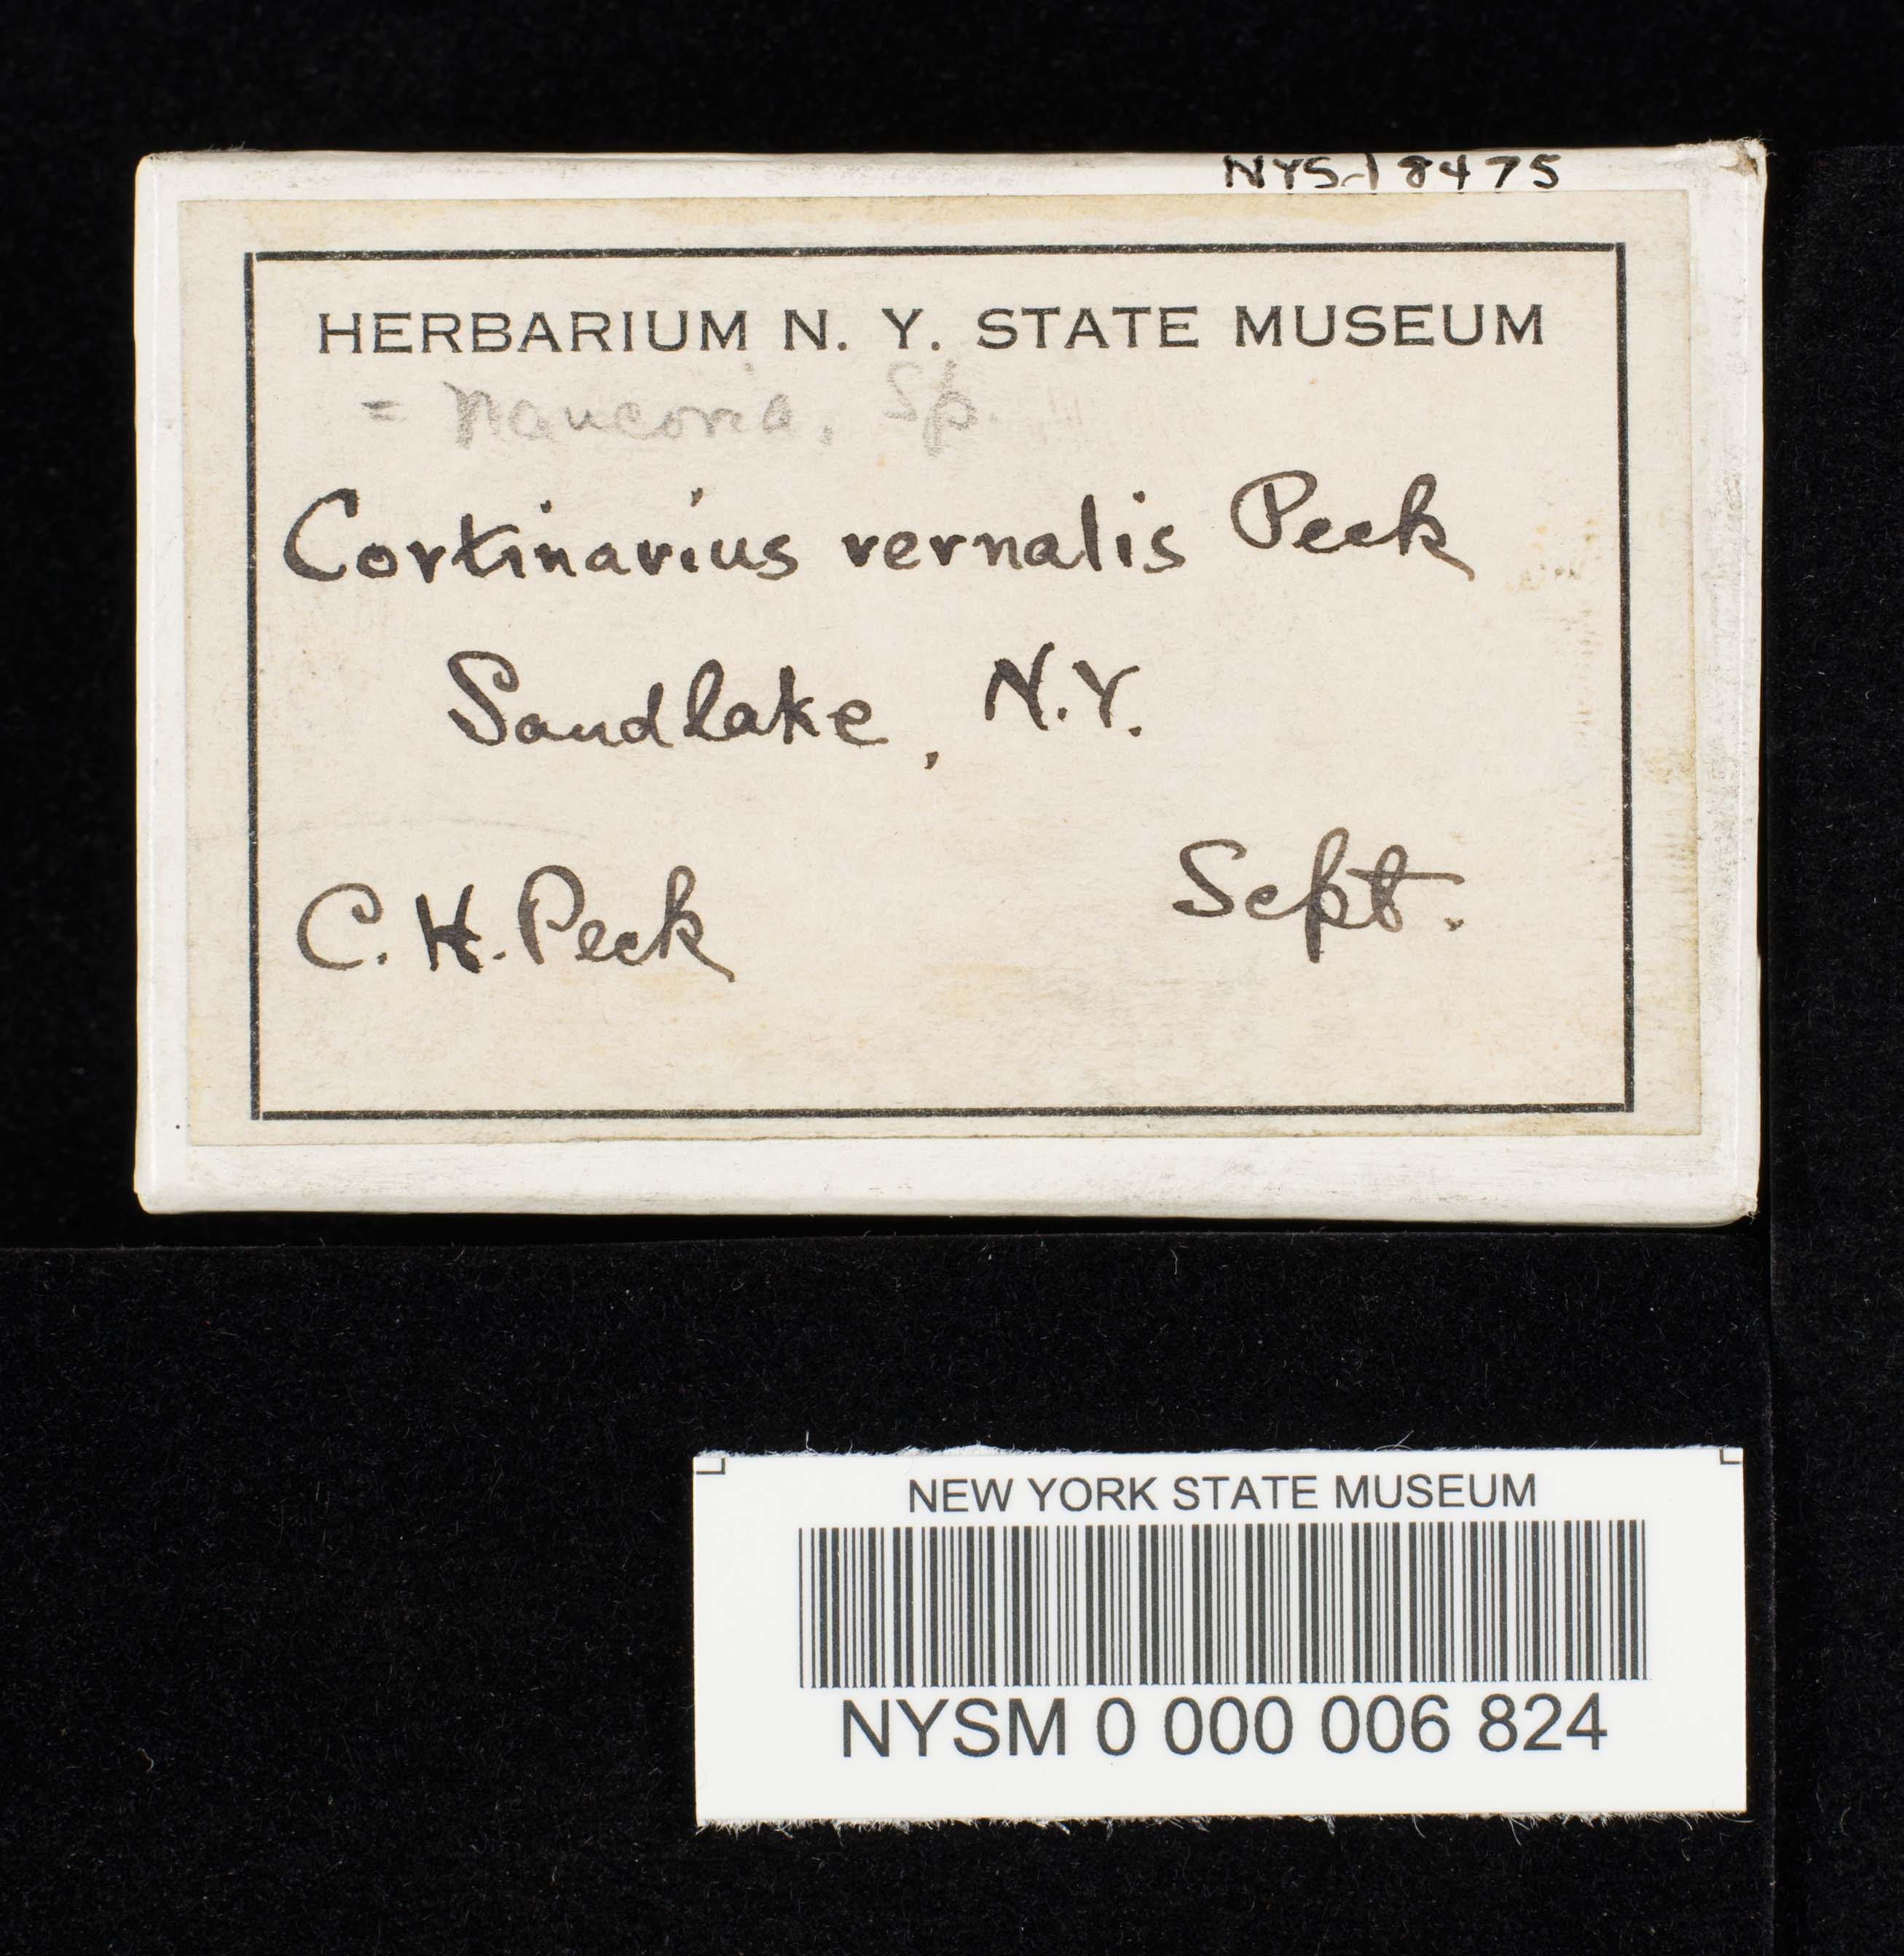 NYS-18475
HERBARIUM N. Y. STATE MUSEUM
= Naucoria, Sp.
Cortinarius vernalis Peck
Sandlake, N.Y.
C. H. Peck Sept.
NEW YORK STATE MUSEUM
NYSM 0 000 006 824